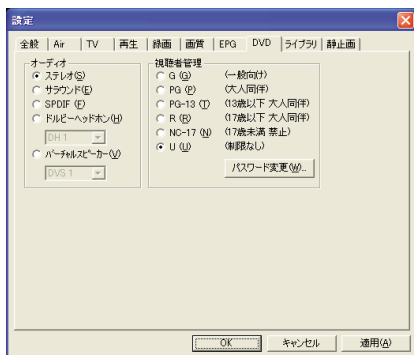 設定
全般 Air TV 再生 録画 画質 EPG DVD ライブラリ 静止画
オーディオ
ステレオ(S)
サラウンド(E)
SPDIF (F)
ドルビーヘッドホン(H)
DH 1
バーチャルスピーカー(V)
DVS 1
視聴者管理
G (G) (一般向け)
PG (P) (大人同伴)
PG-13 (T) (13歳以下 大人同伴)
R (R) (17歳以下 大人同伴)
NC-17 (N) (17歳未満 禁止)
U (U) (制限なし)
パスワード変更(W)...
OK キャンセル 適用(A)